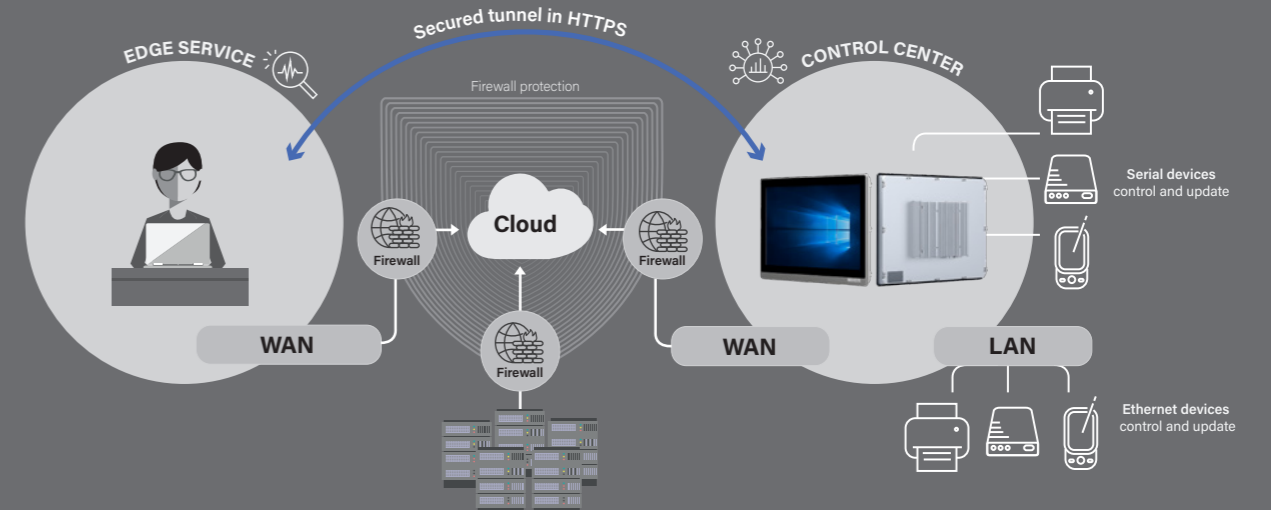 Secured tunnel in HTTPS
EDGE SERVICE
CONTROL CENTER
Firewall protection
Serial devices
control and update
Cloud
Firewall
Firewall
WAN
WAN
LAN
Firewall
Ethernet devices
control and update